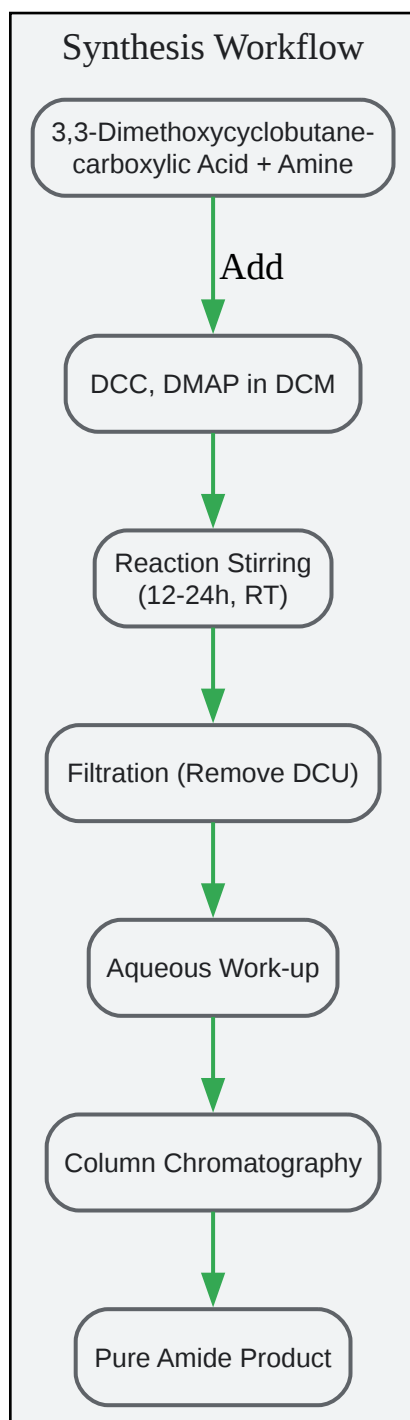 Synthesis Workflow
3,3-Dimethoxycyclobutane-
carboxylic Acid + Amine
Add
DCC, DMAP in DCM
Reaction Stirring
(12-24h, RT)
Filtration (Remove DCU)
Aqueous Work-up
Column Chromatography
Pure Amide Product